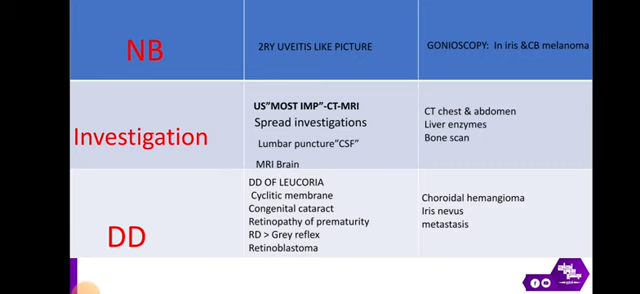 NB
2RY UVEITIS LIKE PICTURE
GONIOSCOPY: In iris &CB melanoma
Investigation
US"MOST IMP"-CT-MRI
Spread investigations
Lumbar puncture"CSF"
MRI Brain
CT chest & abdomen
Liver enzymes
Bone scan
DD
DD OF LEUCORIA
Cyclitic membrane
Congenital cataract
Retinopathy of prematurity
RD > Grey reflex
Retinoblastoma
Choroidal hemangioma
Iris nevus
metastasis